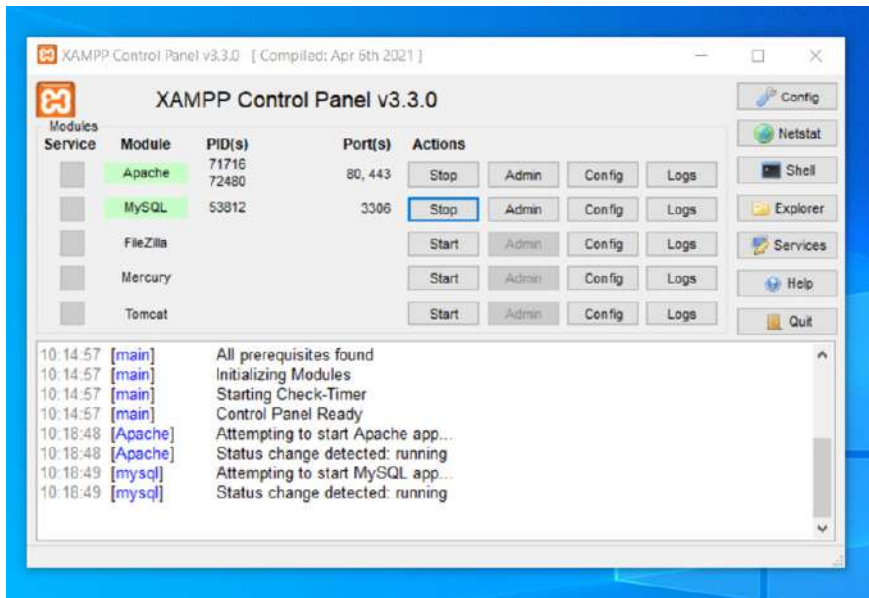 XAMPP Control Panel v3.3.0 [ Compiled: Apr 6th 2021 ]
XAMPP Control Panel v3.3.0
Config
Modules
Service Module PID(s) Port(s) Actions
Netstat
Apache 71716 72480 80, 443 Stop Admin Config Logs
Shell
MySQL 53812 3306 Stop Admin Config Logs
Explorer
FileZilla Start Admin Config Logs
Services
Mercury Start Admin Config Logs
Help
Tomcat Start Admin Config Logs
Quit
10:14:57 [main] All prerequisites found
10:14:57 [main] Initializing Modules
10:14:57 [main] Starting Check-Timer
10:14:57 [main] Control Panel Ready
10:18:48 [Apache] Attempting to start Apache app...
10:18:48 [Apache] Status change detected: running
10:18:49 [mysql] Attempting to start MySQL app...
10:18:49 [mysql] Status change detected: running